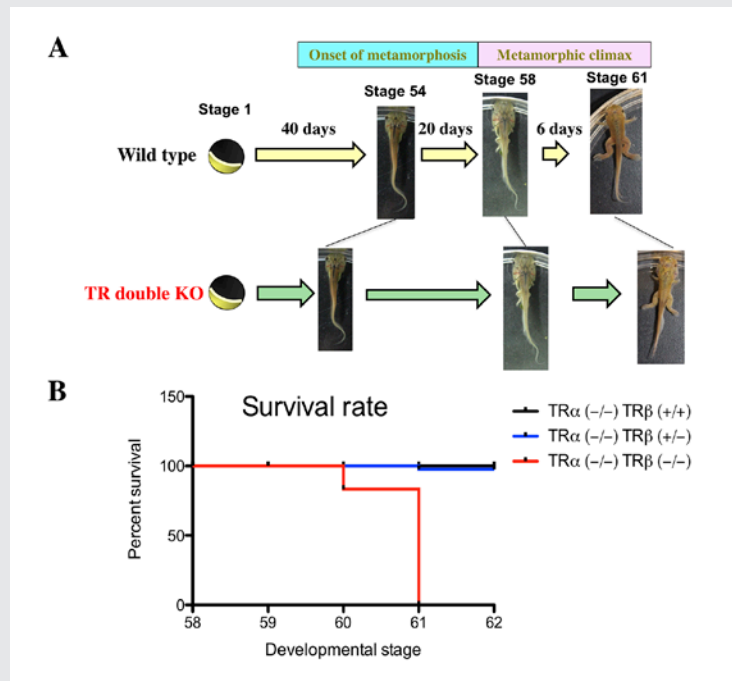 A
Onset of metamorphosis
Metamorphic climax
Stage 1
Stage 54
Stage 58
Stage 61
40 days
20 days
6 days
Wild type
TR double KO
B
Survival rate
Percent survival
150
100
50
0
58 59 60 61 62
Developmental stage
TRα (−/−) TRβ (+/+)
TRα (−/−) TRβ (+/−)
TRα (−/−) TRβ (−/−)